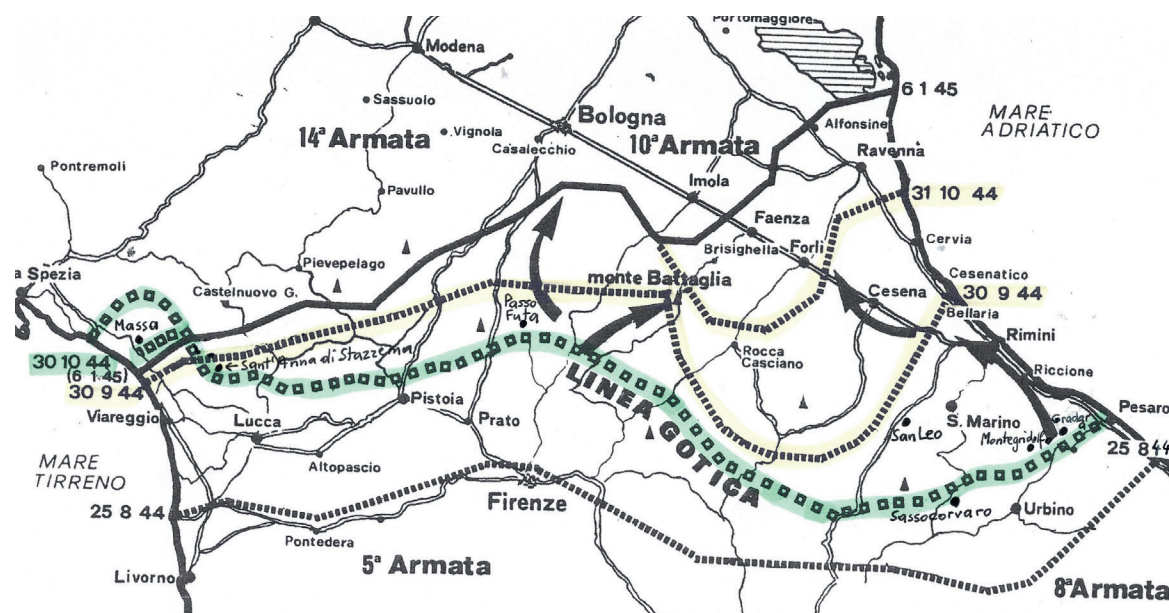 Portomaggiore
Modena
6 1 45
Sassuolo
Bologna
MARE
ADRIATICO
14ª Armata
Vignola
Casalecchio
10ª Armata
Alfonsine
Ravenna
Pontremoli
Pavullo
Imola
31 10 44
Faenza
Brisighella
Forlì
Cervia
Pievepelago
a Spezia
Castelnuovo G.
monte Battaglia
Cesenatico
30 9 44
Cesena
Bellaria
Passo
Futa
Massa
Rimini
30 10 44
(6 1.45)
30 9 44
← Sant'Anna di Stazzema
Rocca
Casciano
Riccione
LINEA GOTICA
Viareggio
Pistoia
Prato
Lucca
San Leo
S. Marino
Gradar
Montegridolf
Pesaro
25 8 44
Altopascio
MARE
TIRRENO
Firenze
Sassocorvaro
Urbino
25 8 44
Pontedera
5ª Armata
Livorno
8ª Armata